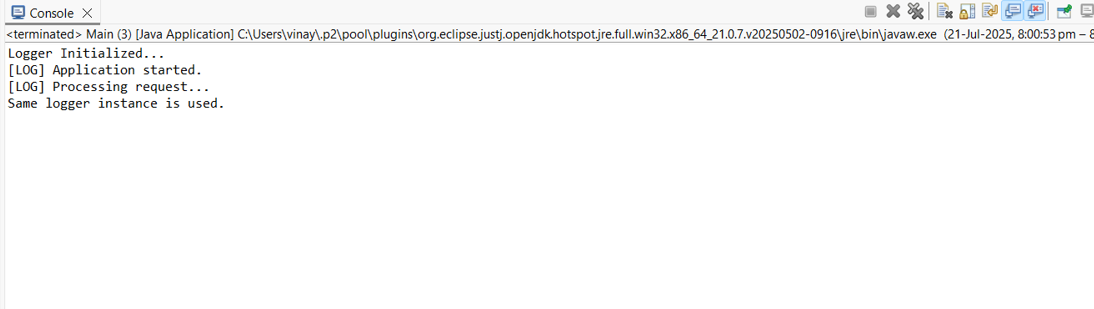 Console
<terminated> Main (3) [Java Application] C:\Users\vinay\.p2\pool\plugins\org.eclipse.justj.openjdk.hotspot.jre.full.win32.x86_64_21.0.7.v20250502-0916\jre\bin\javaw.exe (21-Jul-2025, 8:00:53 pm – 8
Logger Initialized...
[LOG] Application started.
[LOG] Processing request...
Same logger instance is used.